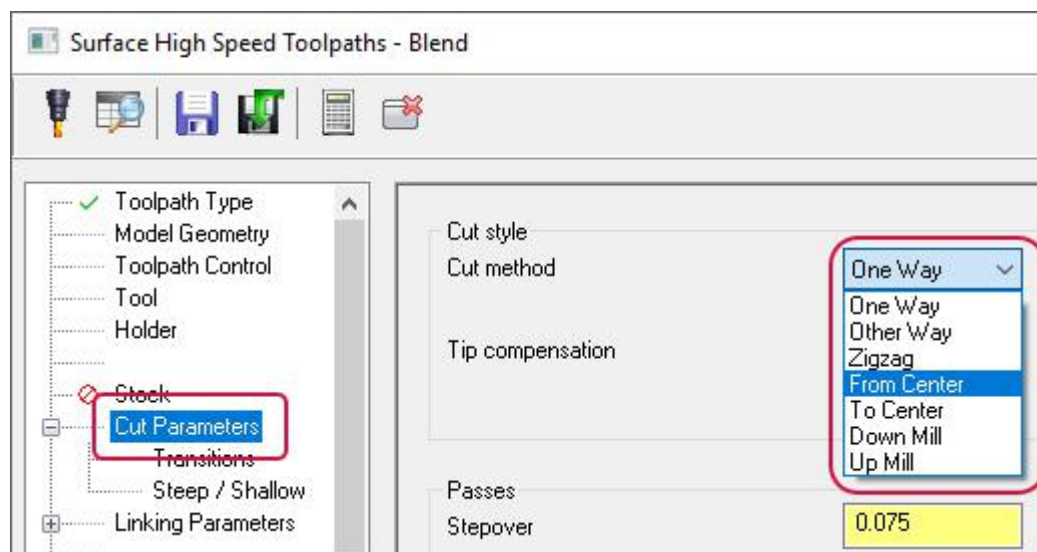 Surface High Speed Toolpaths - Blend
Toolpath Type
Model Geometry
Toolpath Control
Tool
Holder
Stock
Cut Parameters
Transitions
Steep / Shallow
Linking Parameters
Cut style
Cut method
One Way
One Way
Other Way
Zigzag
From Center
To Center
Down Mill
Up Mill
Tip compensation
Passes
Stepover
0.075